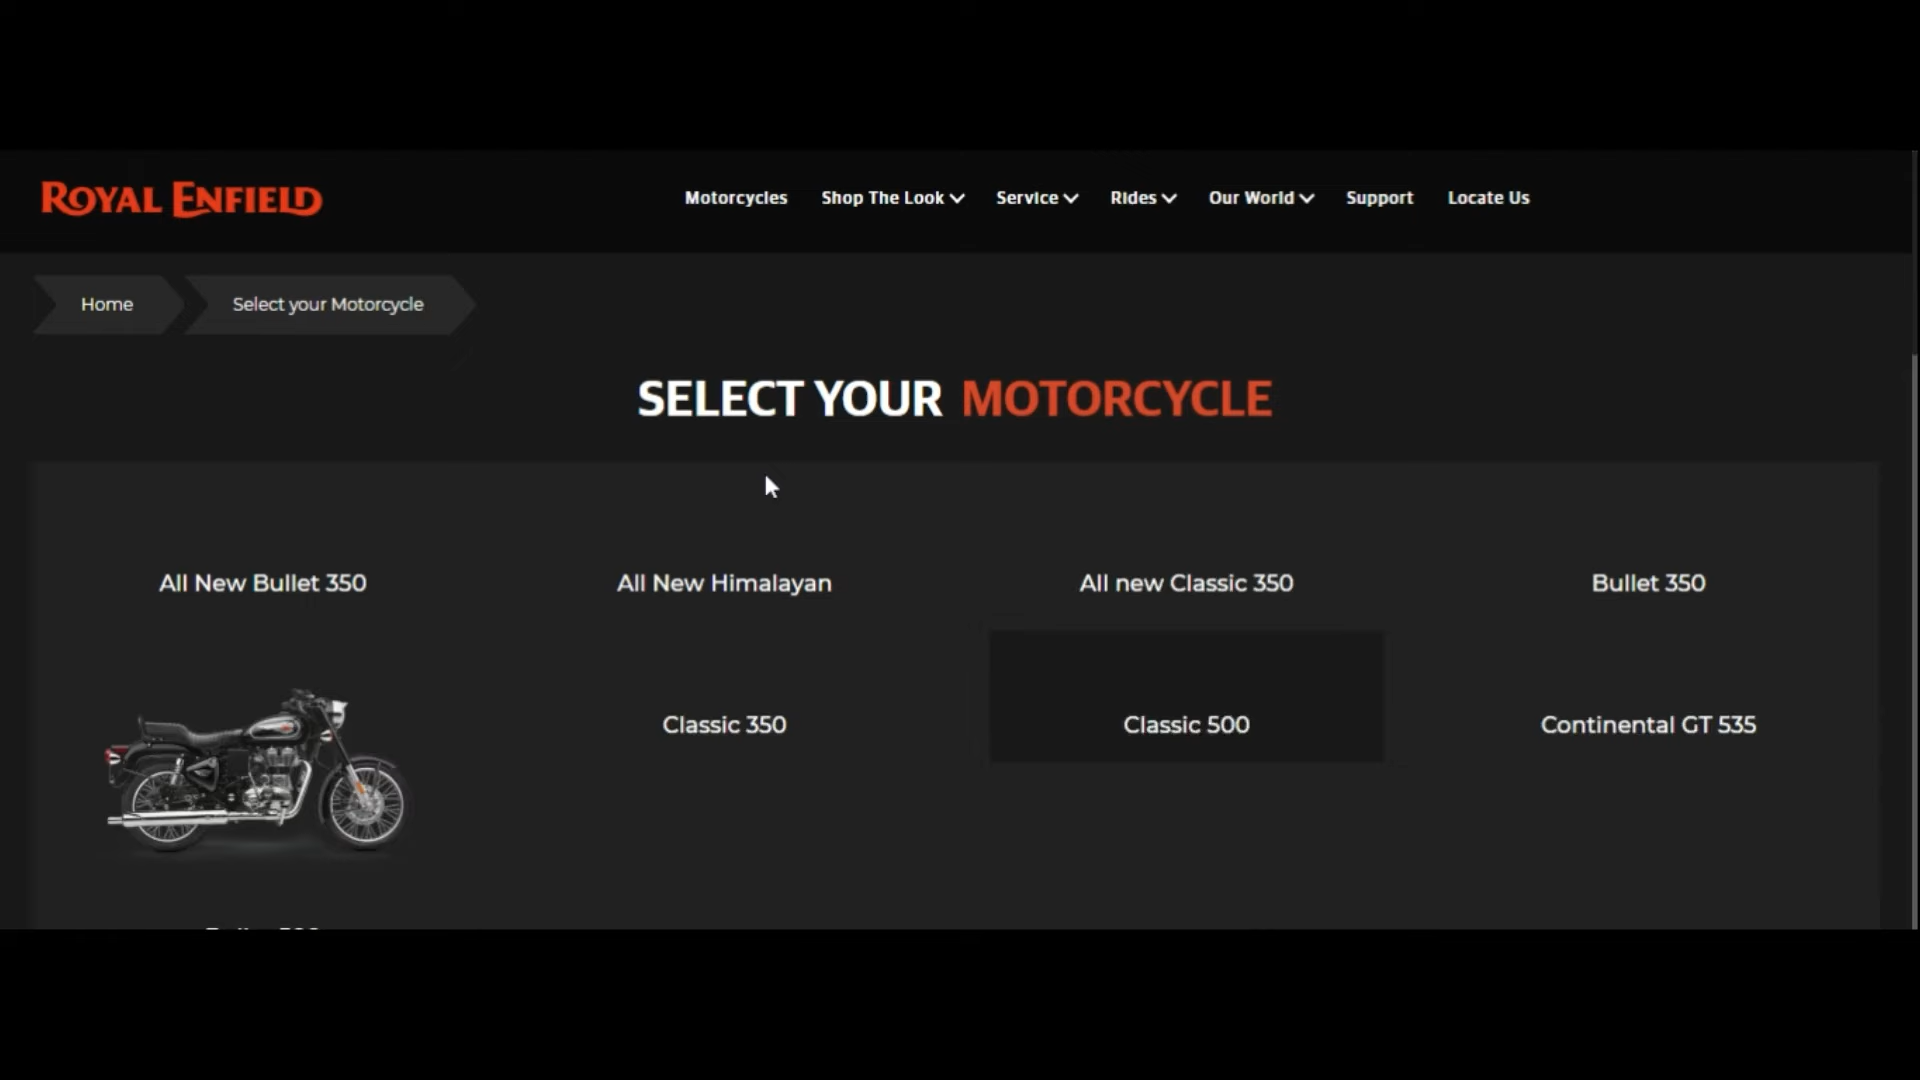 ROYAL ENFIELD
Motorcycles Shop The Look Service Rides Our World Support Locate Us
Home Select your Motorcycle
SELECT YOUR MOTORCYCLE
All New Bullet 350 All New Himalayan All new Classic 350 Bullet 350
Classic 350 Classic 500 Continental GT 535